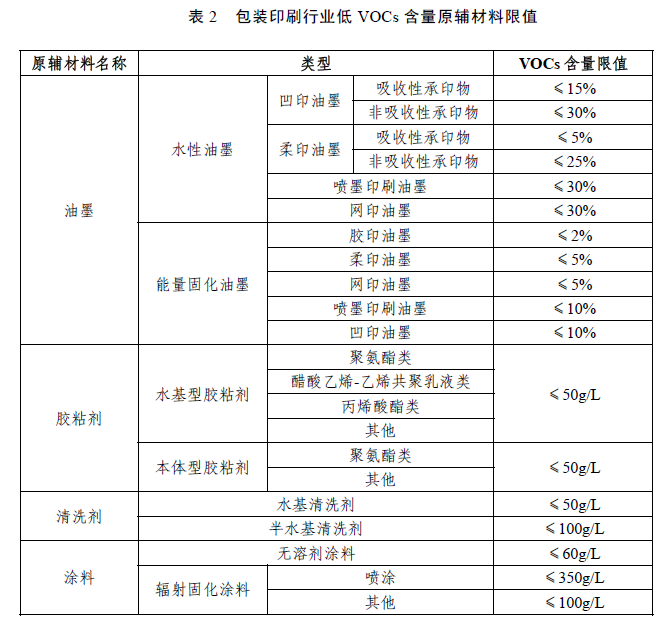 表 2 包装印刷行业低 VOCs 含量原辅材料限值
原辅材料名称 类型 VOCs 含量限值
油墨 水性油墨 凹印油墨 吸收性承印物 ≤15%
非吸收性承印物 ≤30%
柔印油墨 吸收性承印物 ≤5%
非吸收性承印物 ≤25%
喷墨印刷油墨 ≤30%
网印油墨 ≤30%
能量固化油墨 胶印油墨 ≤2%
柔印油墨 ≤5%
网印油墨 ≤5%
喷墨印刷油墨 ≤10%
凹印油墨 ≤10%
胶粘剂 水基型胶粘剂 聚氨酯类 ≤50g/L
醋酸乙烯-乙烯共聚乳液类
丙烯酸酯类
其他
本体型胶粘剂 聚氨酯类 ≤50g/L
其他
清洗剂 水基清洗剂 ≤50g/L
半水基清洗剂 ≤100g/L
涂料 无溶剂涂料 ≤60g/L
辐射固化涂料 喷涂 ≤350g/L
其他 ≤100g/L